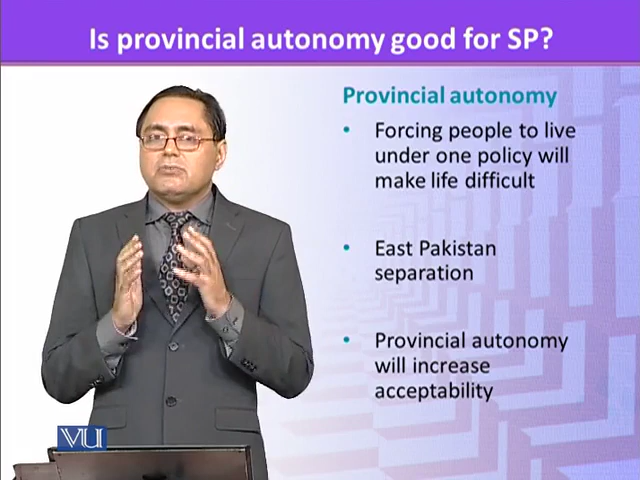 Is provincial autonomy good for SP?
Provincial autonomy
• Forcing people to live
under one policy will
make life difficult
• East Pakistan
separation
• Provincial autonomy
will increase
acceptability
VU